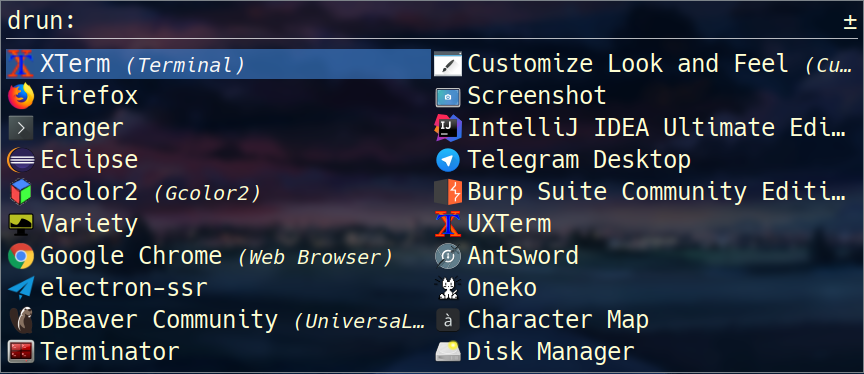 drun: ±
XTerm (Terminal)
Firefox
ranger
Eclipse
Gcolor2 (Gcolor2)
Variety
Google Chrome (Web Browser)
electron-ssr
DBeaver Community (UniversaL…
Terminator
Customize Look and Feel (Cu…
Screenshot
IntelliJ IDEA Ultimate Edi…
Telegram Desktop
Burp Suite Community Editi…
UXTerm
AntSword
Oneko
Character Map
Disk Manager